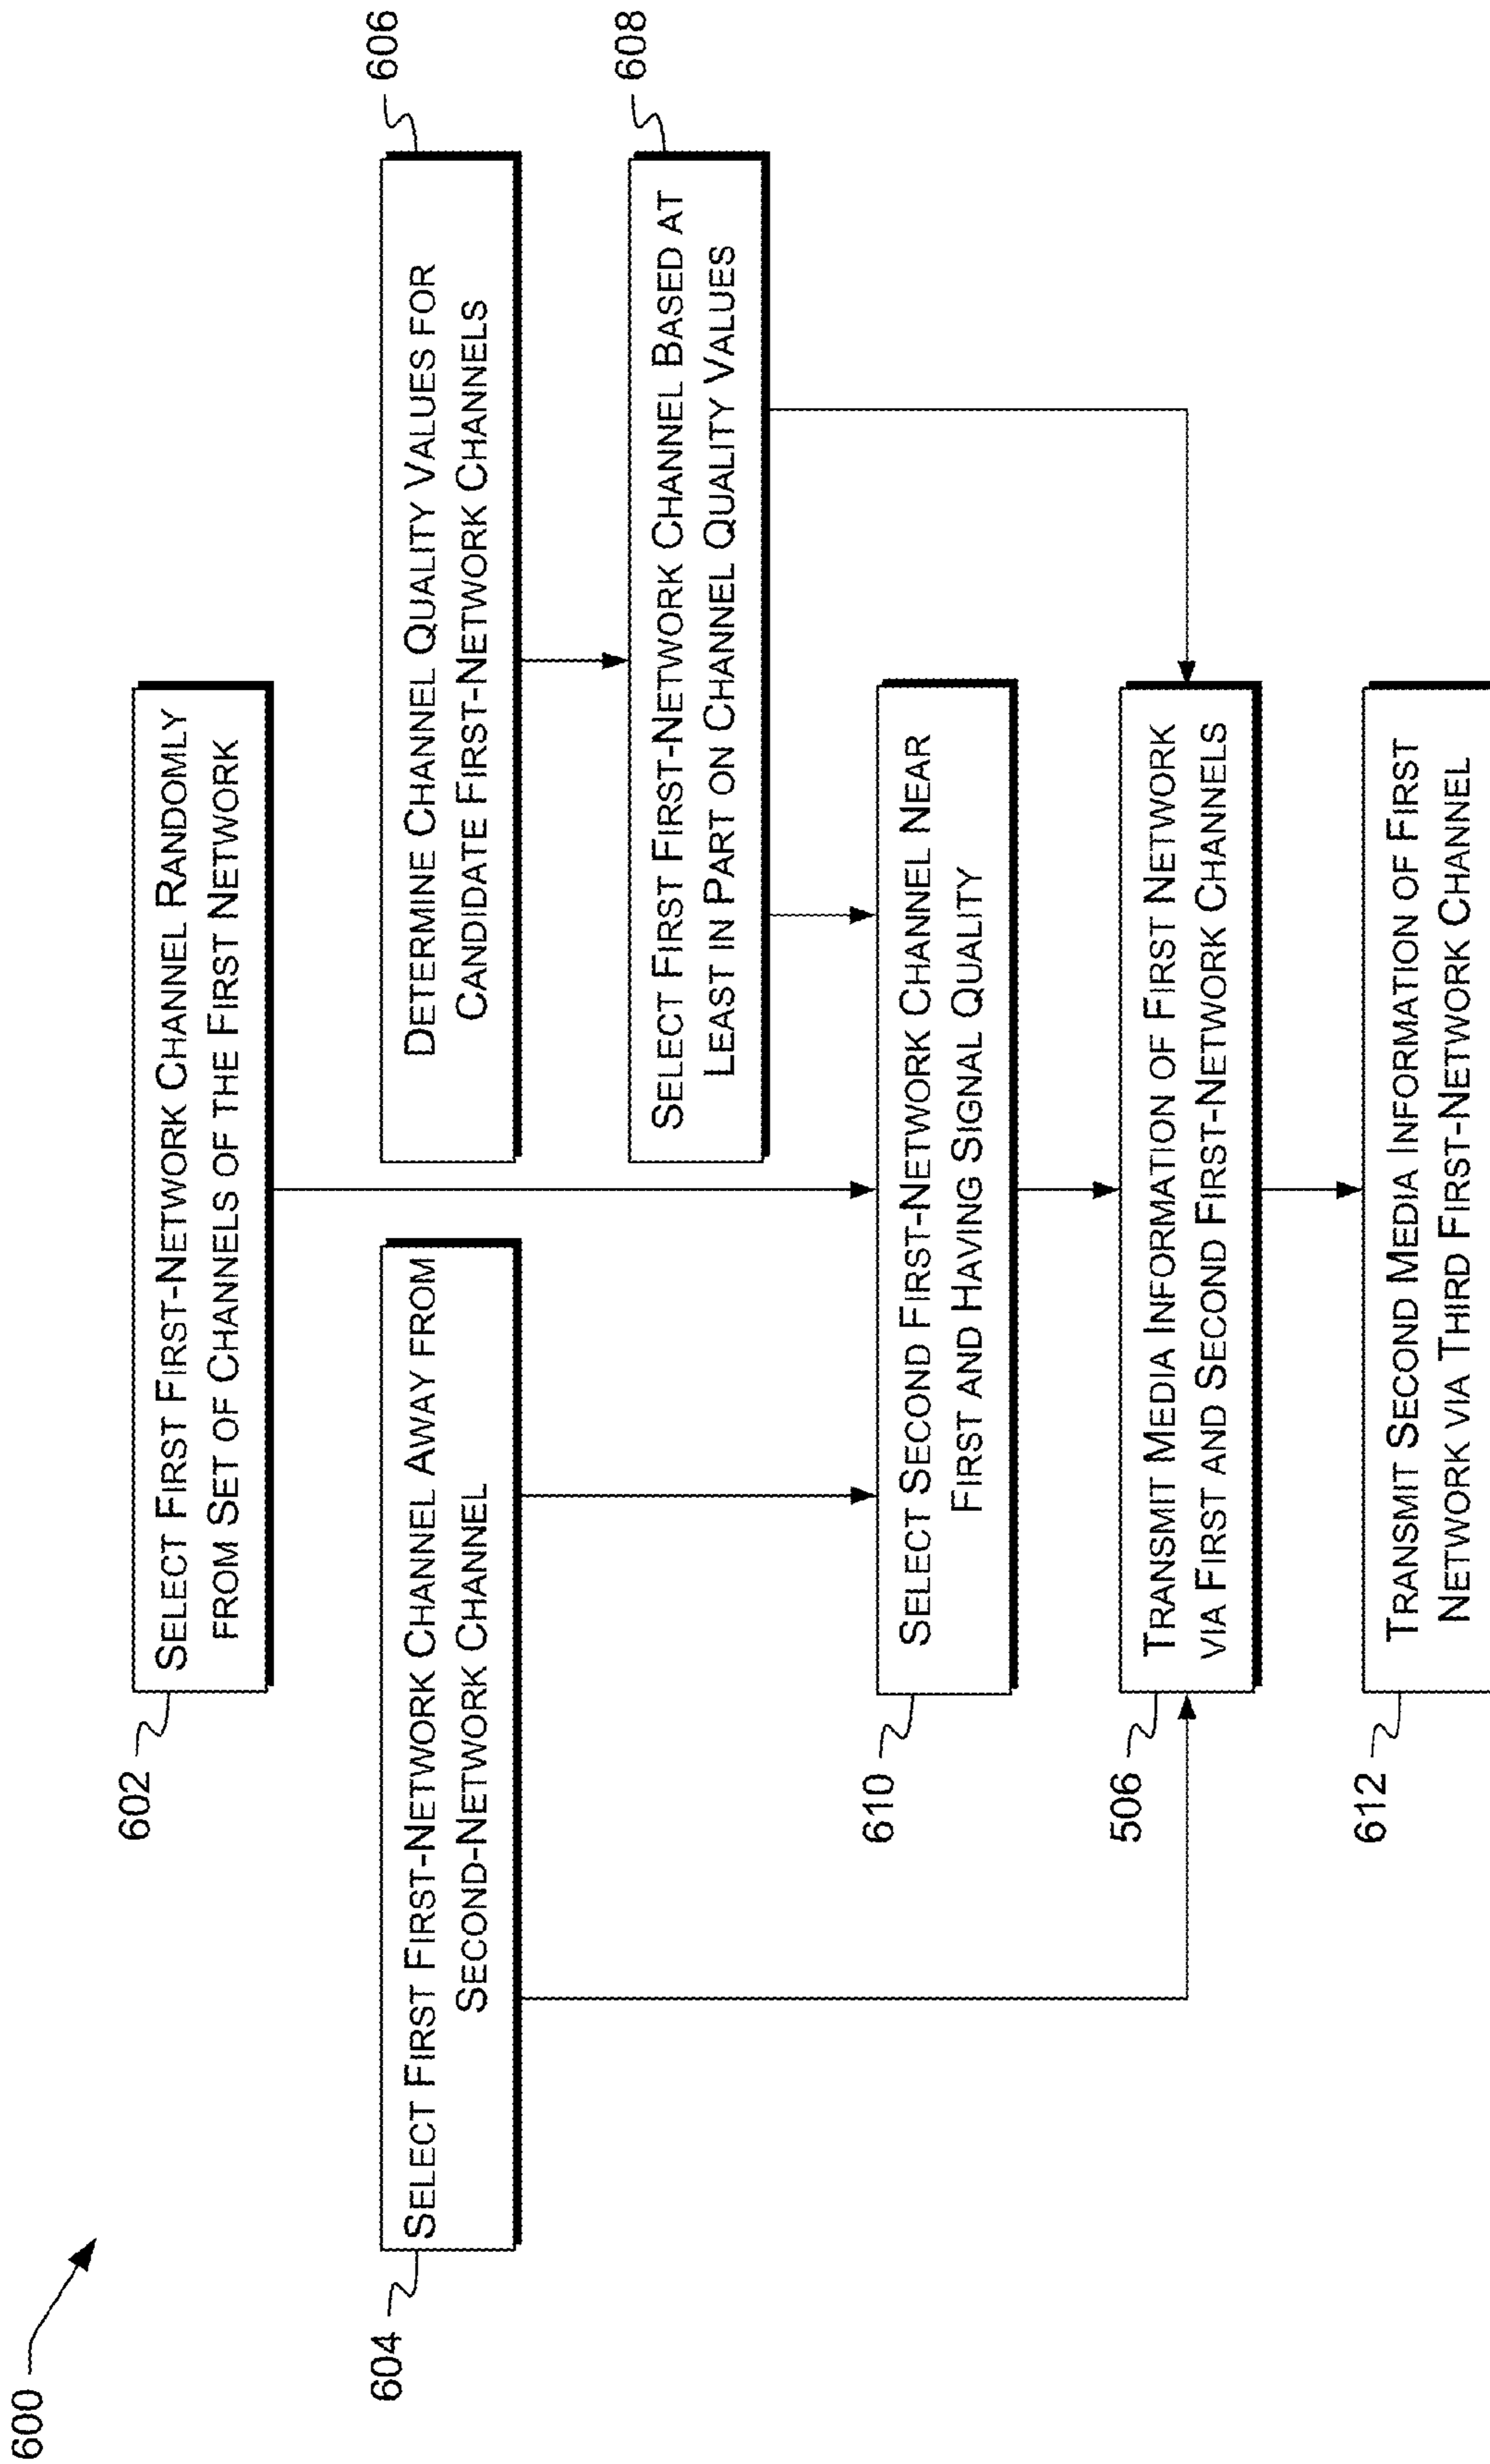 600
602
SELECT FIRST FIRST-NETWORK CHANNEL RANDOMLY
FROM SET OF CHANNELS OF THE FIRST NETWORK
604
SELECT FIRST FIRST-NETWORK CHANNEL AWAY FROM
SECOND-NETWORK CHANNEL
606
DETERMINE CHANNEL QUALITY VALUES FOR
CANDIDATE FIRST-NETWORK CHANNELS
608
SELECT FIRST FIRST-NETWORK CHANNEL BASED AT
LEAST IN PART ON CHANNEL QUALITY VALUES
610
SELECT SECOND FIRST-NETWORK CHANNEL NEAR
FIRST AND HAVING SIGNAL QUALITY
506
TRANSMIT MEDIA INFORMATION OF FIRST NETWORK
VIA FIRST AND SECOND FIRST-NETWORK CHANNELS
612
TRANSMIT SECOND MEDIA INFORMATION OF FIRST
NETWORK VIA THIRD FIRST-NETWORK CHANNEL